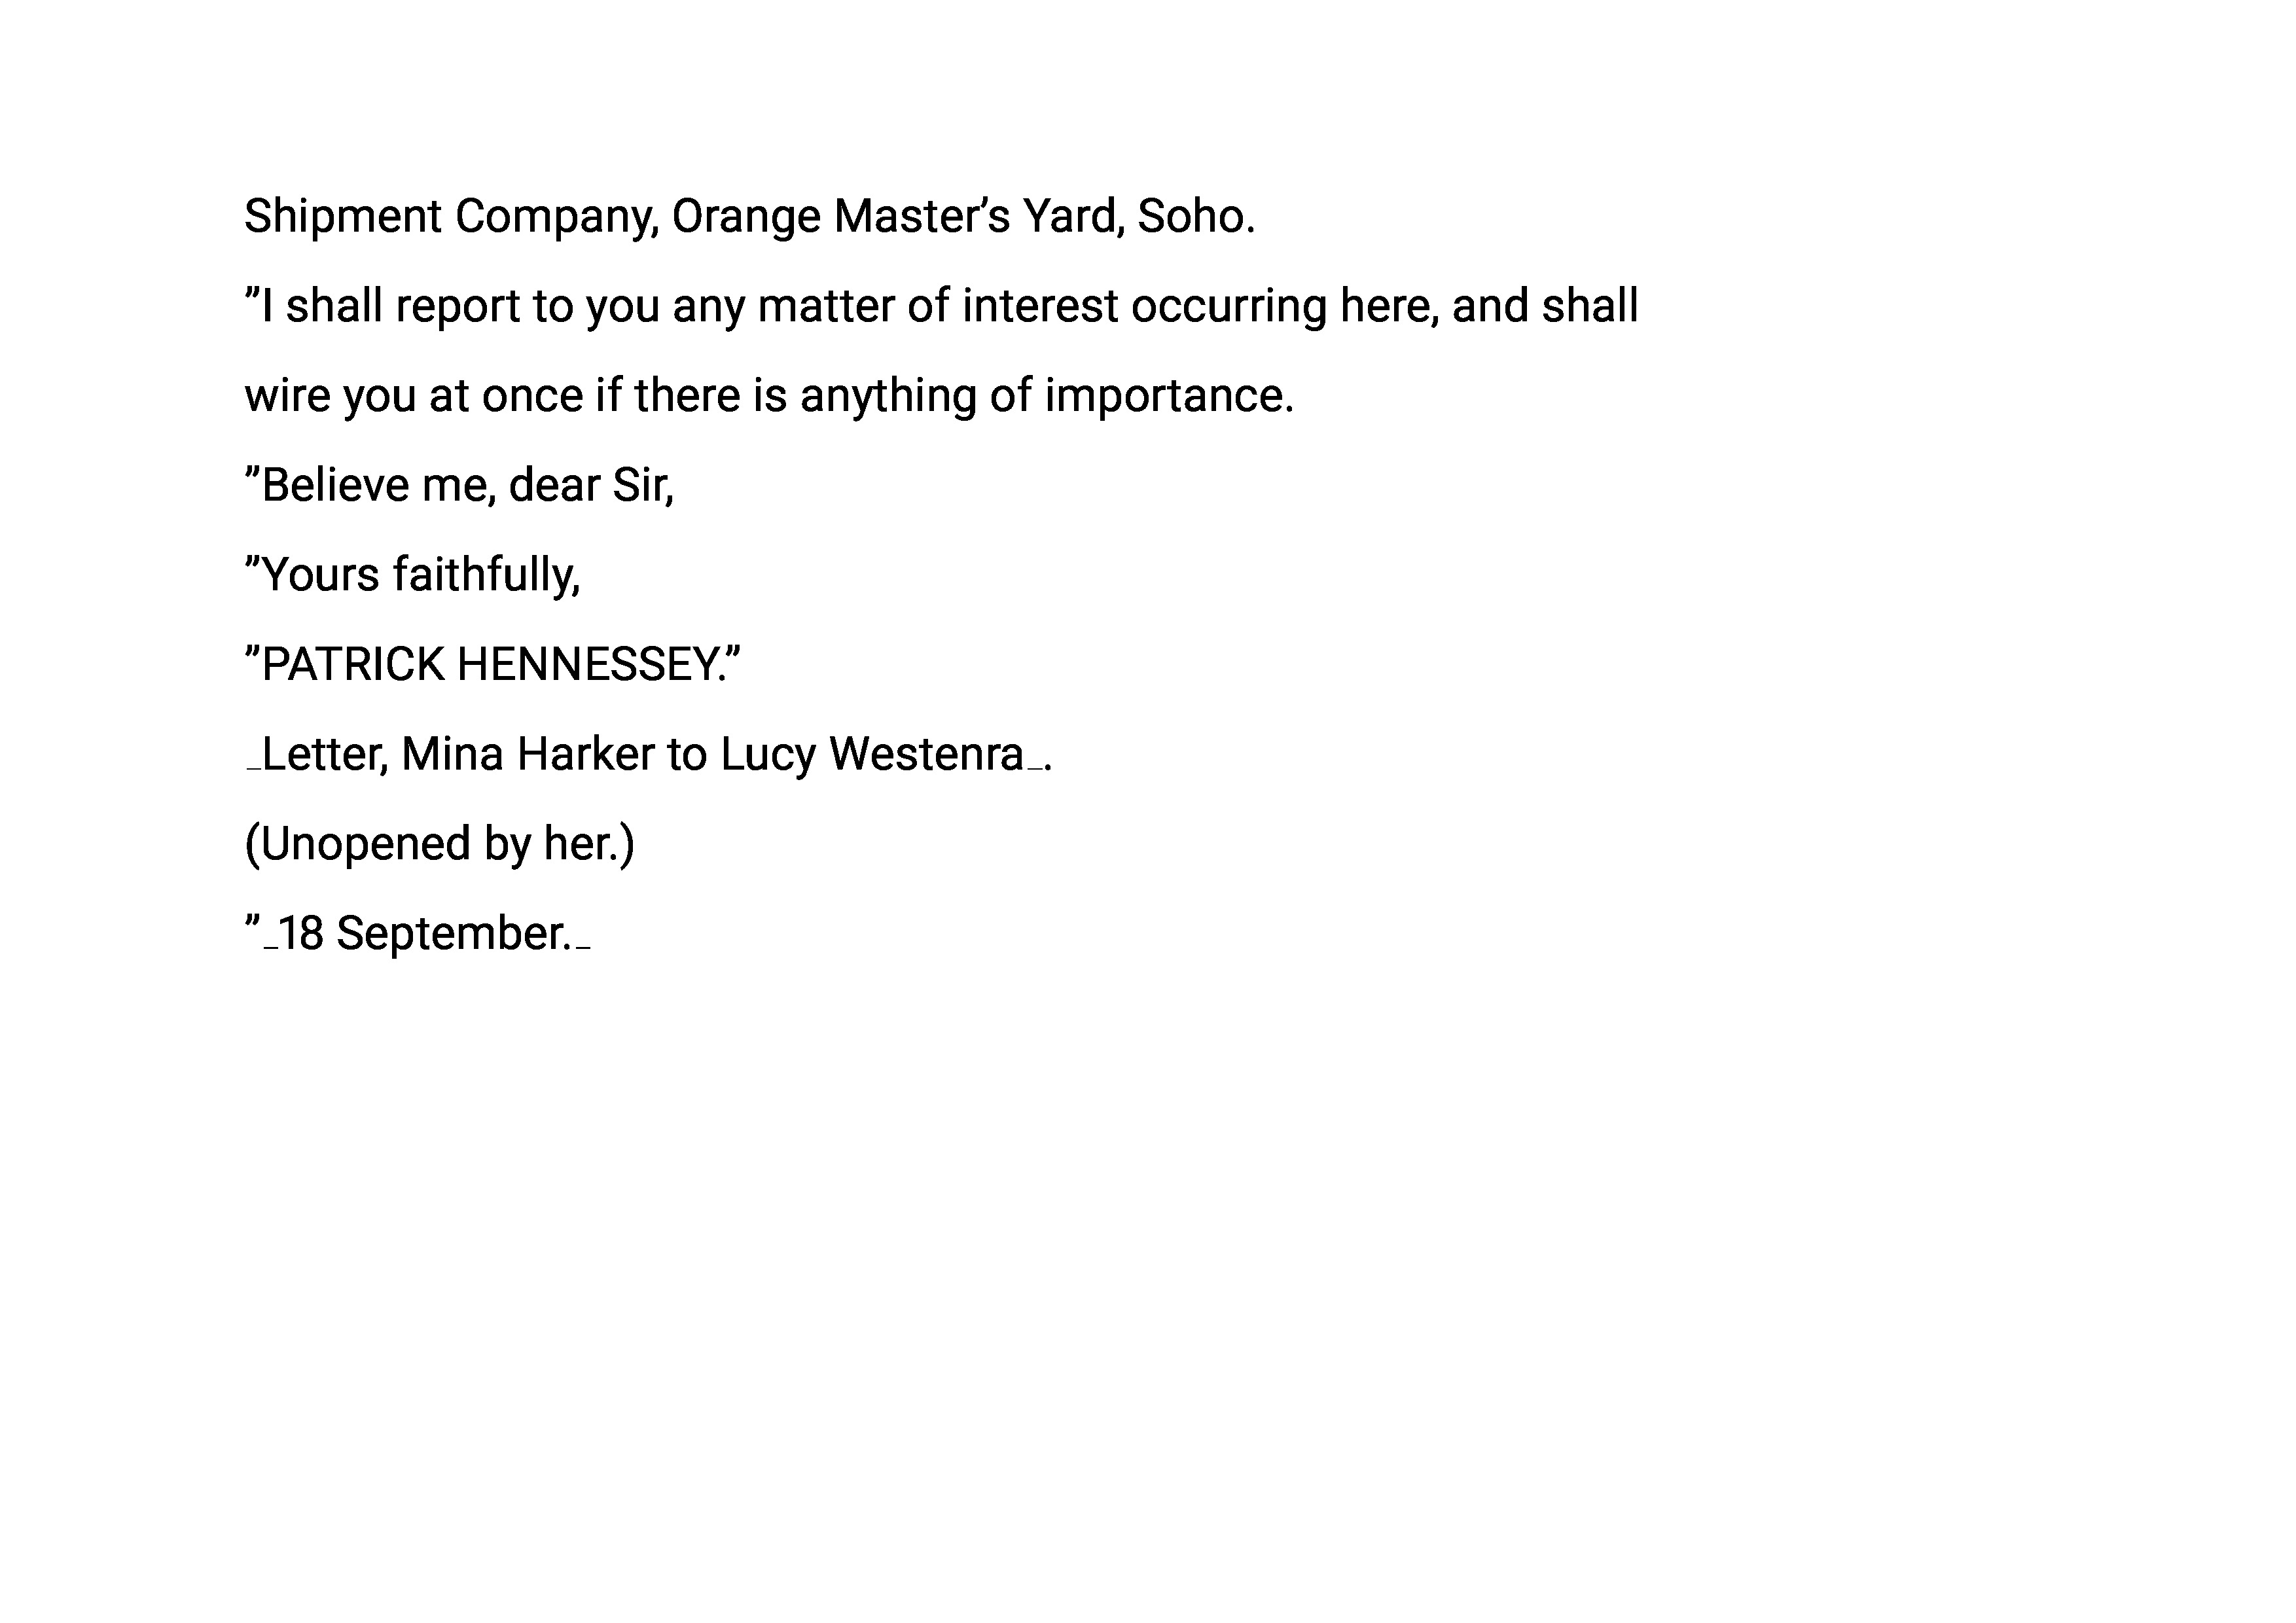 Shipment Company, Orange Master’s Yard, Soho.
”I shall report to you any matter of interest occurring here, and shall
wire you at once if there is anything of importance.
”Believe me, dear Sir,
”Yours faithfully,
”PATRICK HENNESSEY.”
_Letter, Mina Harker to Lucy Westenra_.
(Unopened by her.)
”_18 September._